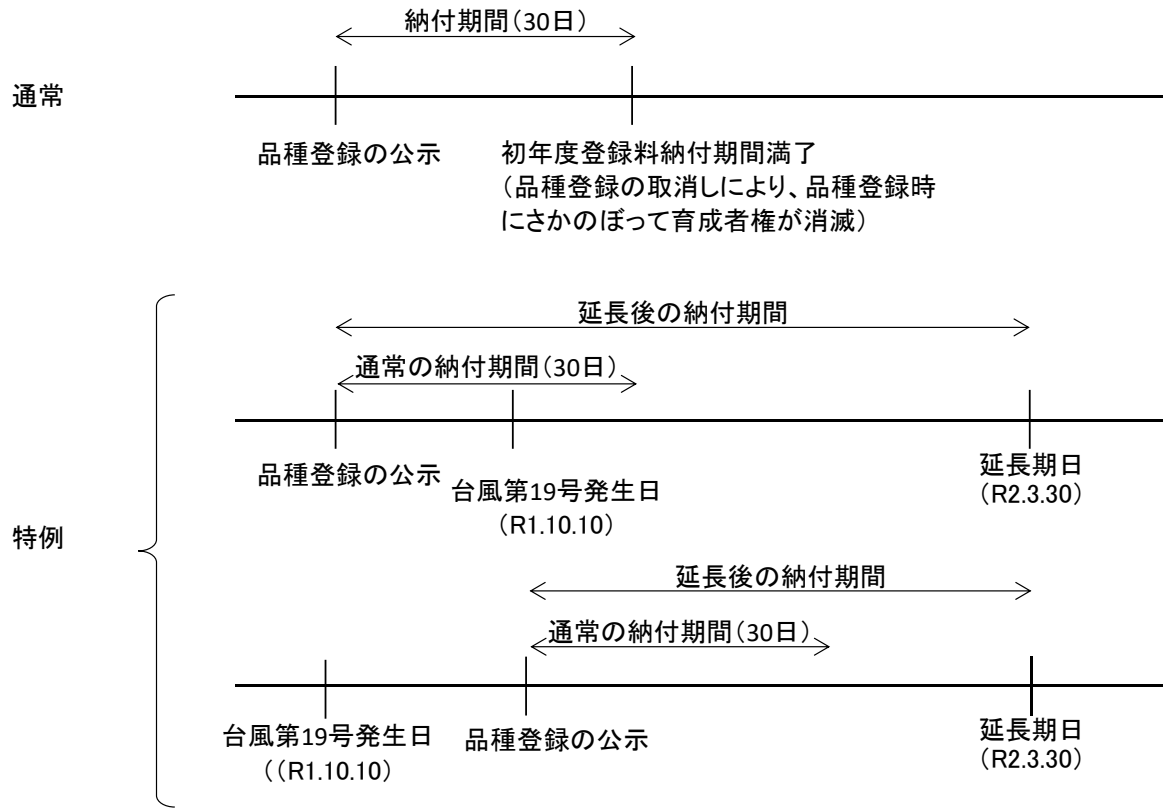 納付期間(30日)
通常
品種登録の公示
初年度登録料納付期間満了
(品種登録の取消しにより、品種登録時
にさかのぼって育成者権が消滅)
延長後の納付期間
通常の納付期間(30日)
品種登録の公示
台風第19号発生日
(R1.10.10)
延長期日
(R2.3.30)
特例
延長後の納付期間
通常の納付期間(30日)
台風第19号発生日
((R1.10.10)
品種登録の公示
延長期日
(R2.3.30)